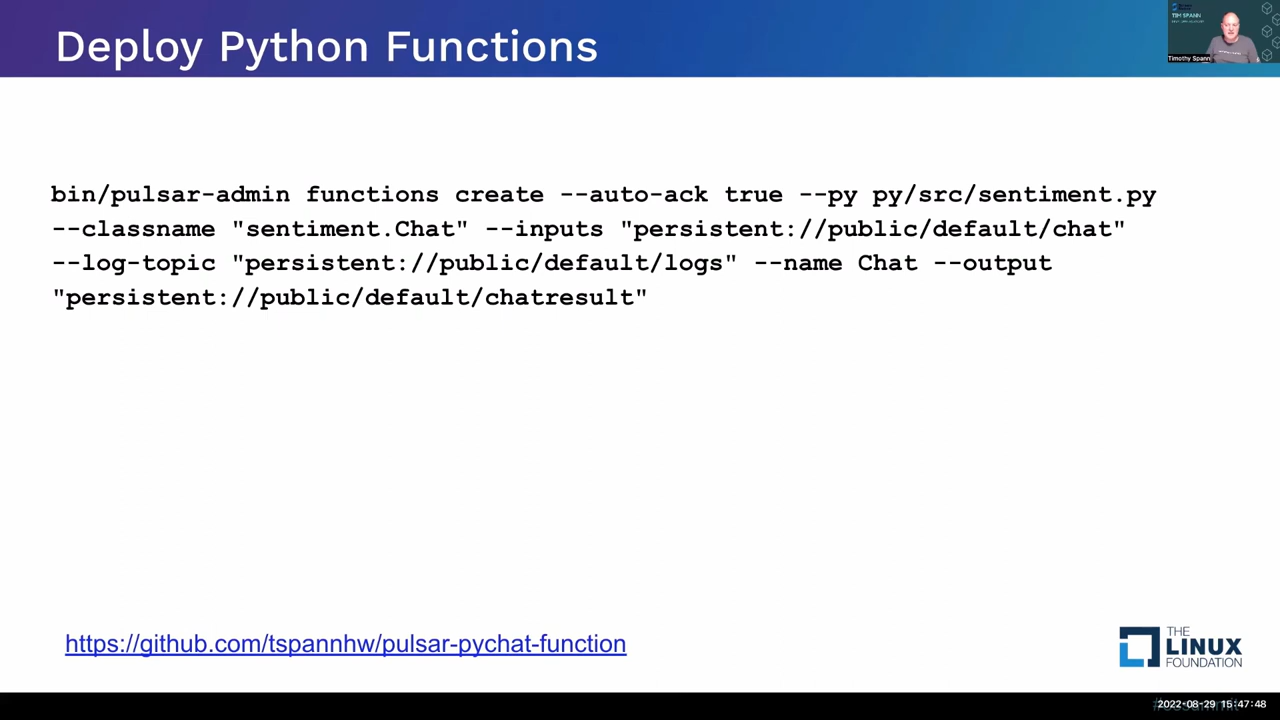 Deploy Python Functions
TIM SPANN
Timothy Spann
bin/pulsar-admin functions create --auto-ack true --py py/src/sentiment.py
--classname "sentiment.Chat" --inputs "persistent://public/default/chat"
--log-topic "persistent://public/default/logs" --name Chat --output
"persistent://public/default/chatresult"
https://github.com/tspannhw/pulsar-pychat-function
THE
LINUX
FOUNDATION
2022-08-29 15:47:48